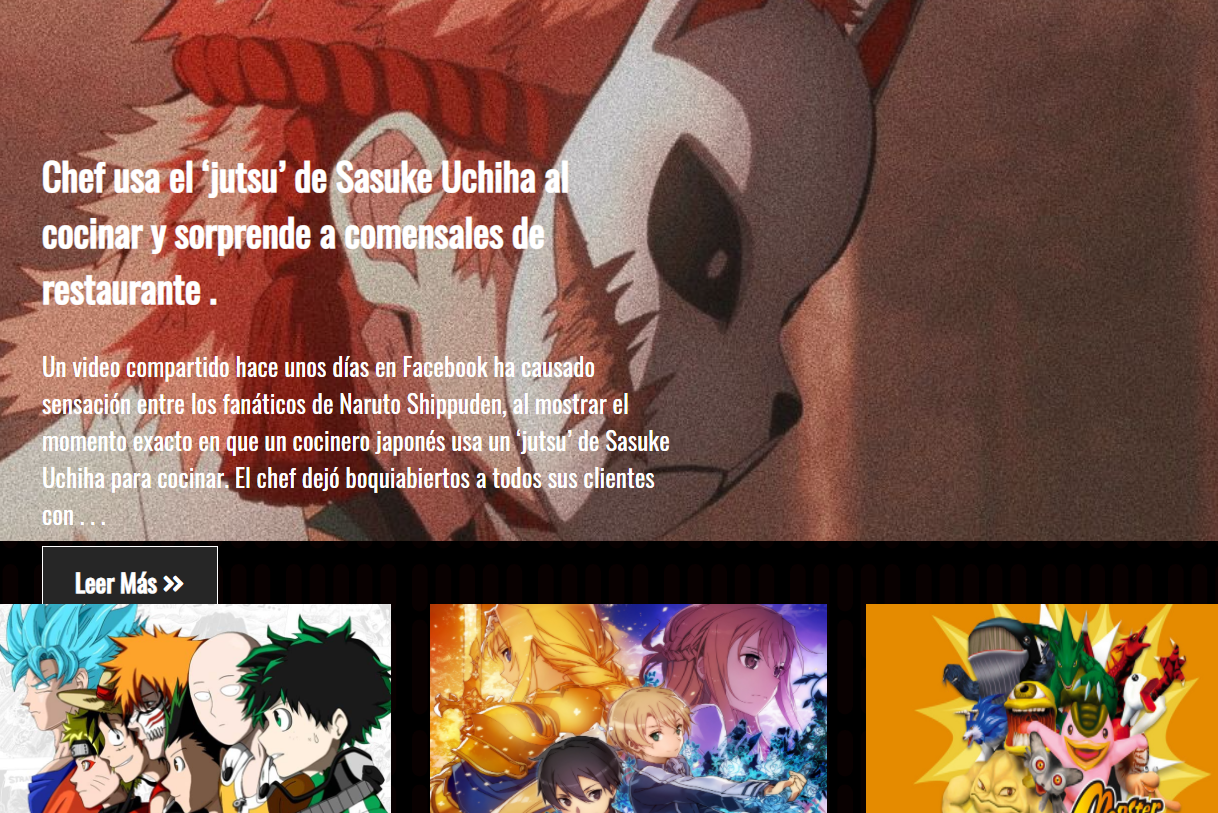 Chef usa el ‘jutsu’ de Sasuke Uchiha al
cocinar y sorprende a comensales de
restaurante .
Un video compartido hace unos días en Facebook ha causado
sensación entre los fanáticos de Naruto Shippuden, al mostrar el
momento exacto en que un cocinero japonés usa un ‘jutsu’ de Sasuke
Uchiha para cocinar. El chef dejó boquiabiertos a todos sus clientes
con . . .
Leer Más
Monster